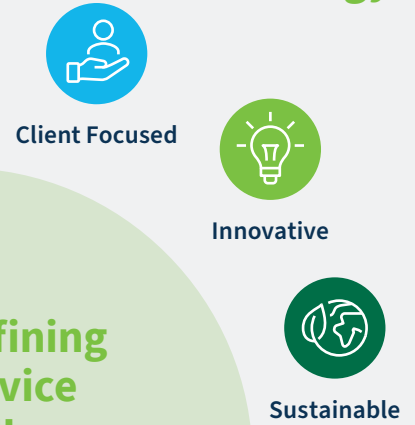 Client Focused
Innovative
fining
vice
Sustainable